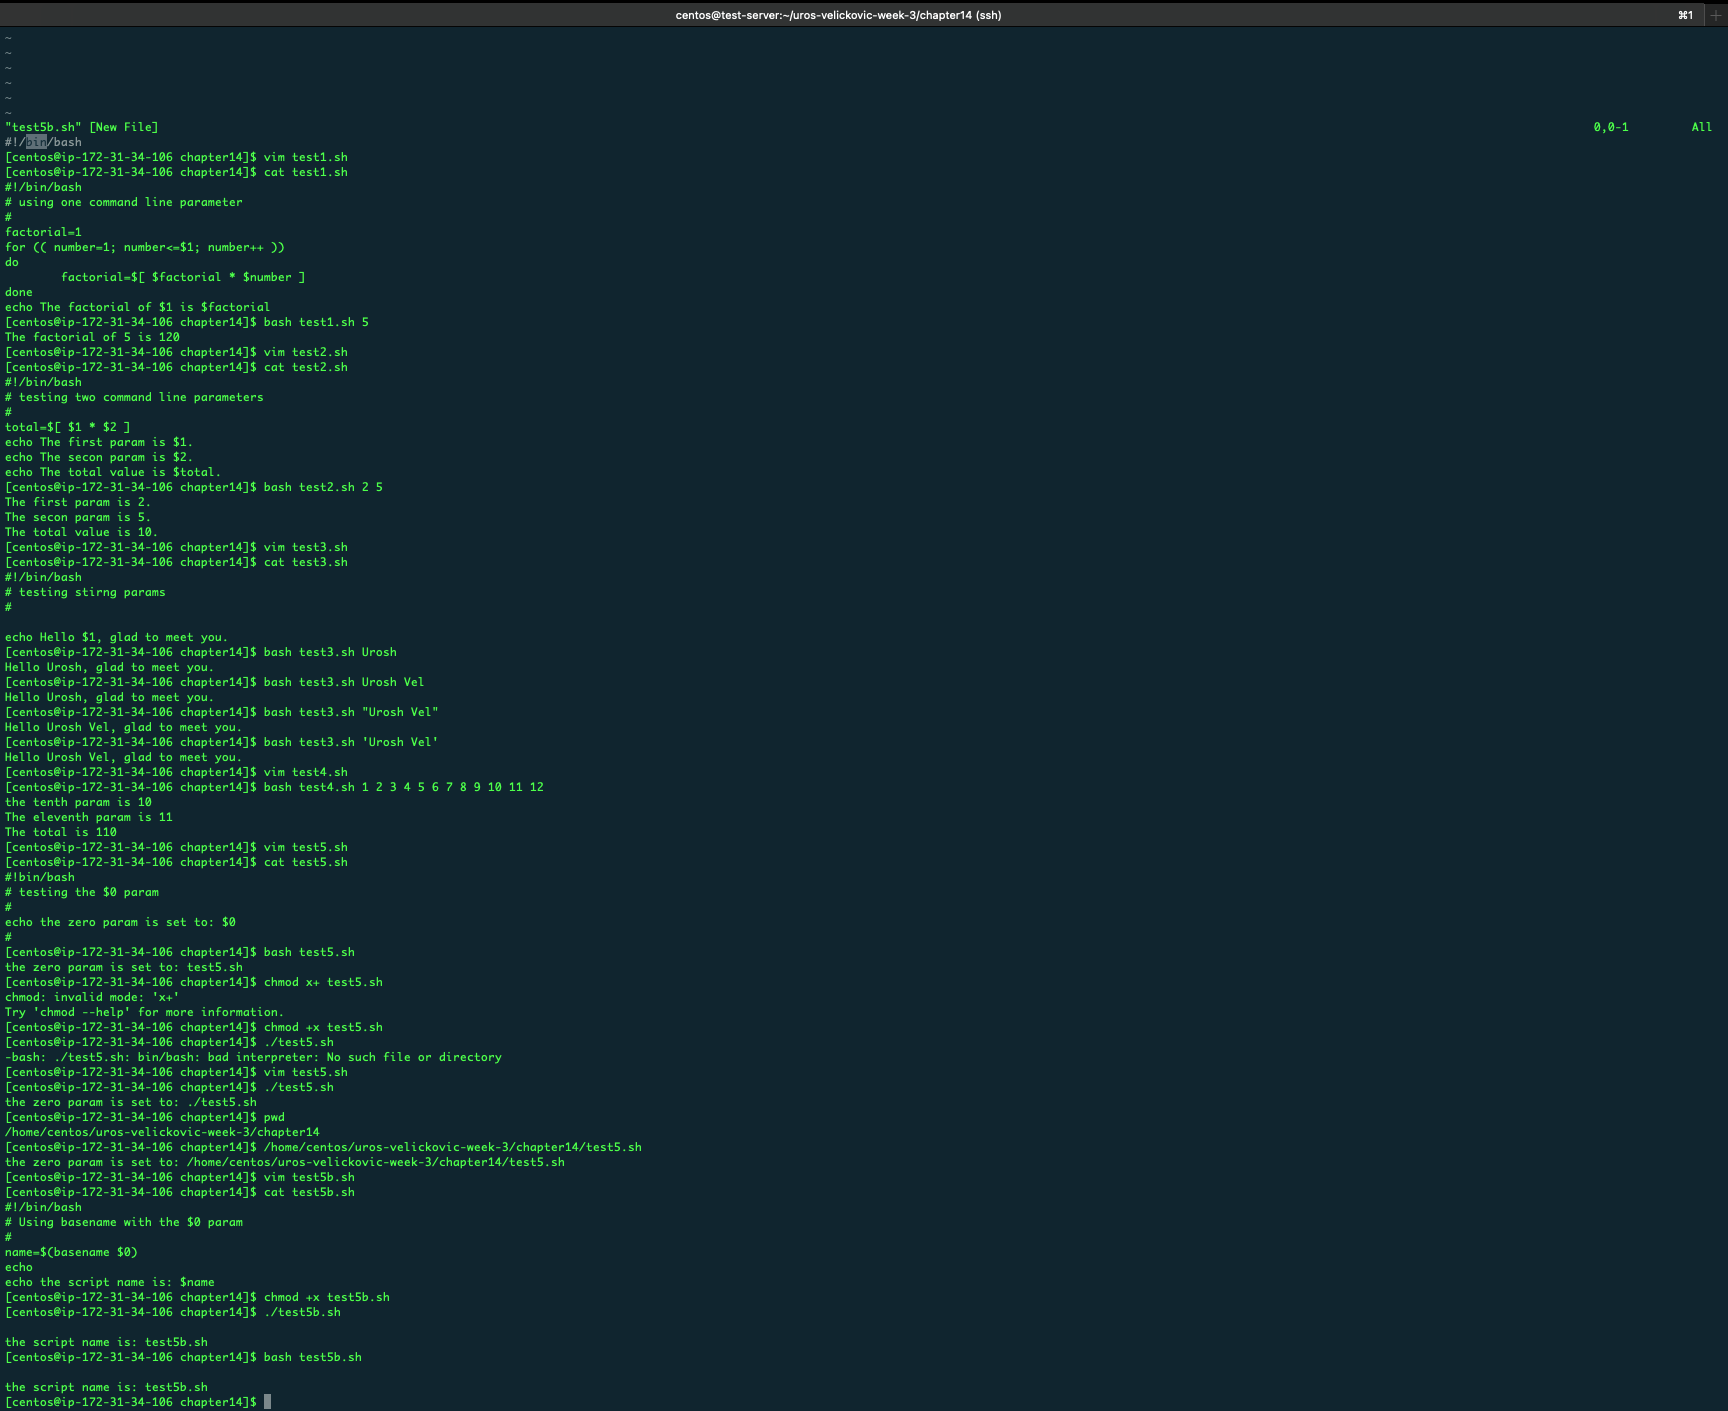 centos@test-server:~/uros-velickovic-week-3/chapter14 (ssh) ⌘1 +
~
~
~
~
~
~
"test5b.sh" [New File] 0,0-1 All
#!/bin/bash
[centos@ip-172-31-34-106 chapter14]$ vim test1.sh
[centos@ip-172-31-34-106 chapter14]$ cat test1.sh
#!/bin/bash
# using one command line parameter
#
factorial=1
for (( number=1; number<=$1; number++ ))
do
        factorial=$[ $factorial * $number ]
done
echo The factorial of $1 is $factorial
[centos@ip-172-31-34-106 chapter14]$ bash test1.sh 5
The factorial of 5 is 120
[centos@ip-172-31-34-106 chapter14]$ vim test2.sh
[centos@ip-172-31-34-106 chapter14]$ cat test2.sh
#!/bin/bash
# testing two command line parameters
#
total=$[ $1 * $2 ]
echo The first param is $1.
echo The secon param is $2.
echo The total value is $total.
[centos@ip-172-31-34-106 chapter14]$ bash test2.sh 2 5
The first param is 2.
The secon param is 5.
The total value is 10.
[centos@ip-172-31-34-106 chapter14]$ vim test3.sh
[centos@ip-172-31-34-106 chapter14]$ cat test3.sh
#!/bin/bash
# testing stirng params
#
echo Hello $1, glad to meet you.
[centos@ip-172-31-34-106 chapter14]$ bash test3.sh Urosh
Hello Urosh, glad to meet you.
[centos@ip-172-31-34-106 chapter14]$ bash test3.sh Urosh Vel
Hello Urosh, glad to meet you.
[centos@ip-172-31-34-106 chapter14]$ bash test3.sh "Urosh Vel"
Hello Urosh Vel, glad to meet you.
[centos@ip-172-31-34-106 chapter14]$ bash test3.sh 'Urosh Vel'
Hello Urosh Vel, glad to meet you.
[centos@ip-172-31-34-106 chapter14]$ vim test4.sh
[centos@ip-172-31-34-106 chapter14]$ bash test4.sh 1 2 3 4 5 6 7 8 9 10 11 12
the tenth param is 10
The eleventh param is 11
The total is 110
[centos@ip-172-31-34-106 chapter14]$ vim test5.sh
[centos@ip-172-31-34-106 chapter14]$ cat test5.sh
#!bin/bash
# testing the $0 param
#
echo the zero param is set to: $0
#
[centos@ip-172-31-34-106 chapter14]$ bash test5.sh
the zero param is set to: test5.sh
[centos@ip-172-31-34-106 chapter14]$ chmod x+ test5.sh
chmod: invalid mode: 'x+'
Try 'chmod --help' for more information.
[centos@ip-172-31-34-106 chapter14]$ chmod +x test5.sh
[centos@ip-172-31-34-106 chapter14]$ ./test5.sh
-bash: ./test5.sh: bin/bash: bad interpreter: No such file or directory
[centos@ip-172-31-34-106 chapter14]$ vim test5.sh
[centos@ip-172-31-34-106 chapter14]$ ./test5.sh
the zero param is set to: ./test5.sh
[centos@ip-172-31-34-106 chapter14]$ pwd
/home/centos/uros-velickovic-week-3/chapter14
[centos@ip-172-31-34-106 chapter14]$ /home/centos/uros-velickovic-week-3/chapter14/test5.sh
the zero param is set to: /home/centos/uros-velickovic-week-3/chapter14/test5.sh
[centos@ip-172-31-34-106 chapter14]$ vim test5b.sh
[centos@ip-172-31-34-106 chapter14]$ cat test5b.sh
#!/bin/bash
# Using basename with the $0 param
#
name=$(basename $0)
echo
echo the script name is: $name
[centos@ip-172-31-34-106 chapter14]$ chmod +x test5b.sh
[centos@ip-172-31-34-106 chapter14]$ ./test5b.sh
the script name is: test5b.sh
[centos@ip-172-31-34-106 chapter14]$ bash test5b.sh
the script name is: test5b.sh
[centos@ip-172-31-34-106 chapter14]$